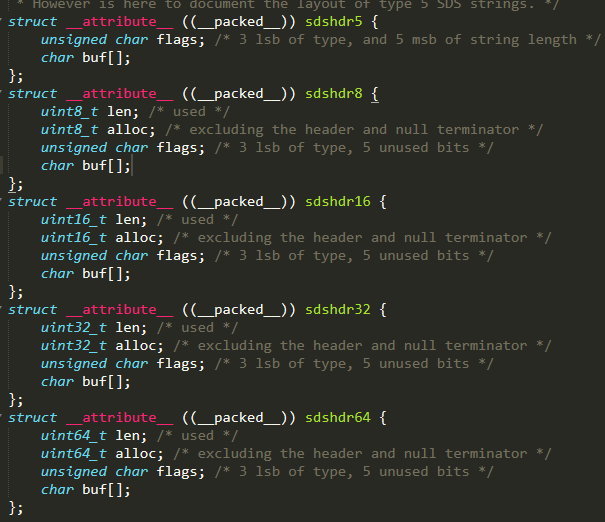 * However is here to document the layout of type 5 SDS strings. */
struct __attribute__ ((__packed__)) sdshdr5 {
    unsigned char flags; /* 3 lsb of type, and 5 msb of string length */
    char buf[];
};
struct __attribute__ ((__packed__)) sdshdr8 {
    uint8_t len; /* used */
    uint8_t alloc; /* excluding the header and null terminator */
    unsigned char flags; /* 3 lsb of type, 5 unused bits */
    char buf[];
};
struct __attribute__ ((__packed__)) sdshdr16 {
    uint16_t len; /* used */
    uint16_t alloc; /* excluding the header and null terminator */
    unsigned char flags; /* 3 lsb of type, 5 unused bits */
    char buf[];
};
struct __attribute__ ((__packed__)) sdshdr32 {
    uint32_t len; /* used */
    uint32_t alloc; /* excluding the header and null terminator */
    unsigned char flags; /* 3 lsb of type, 5 unused bits */
    char buf[];
};
struct __attribute__ ((__packed__)) sdshdr64 {
    uint64_t len; /* used */
    uint64_t alloc; /* excluding the header and null terminator */
    unsigned char flags; /* 3 lsb of type, 5 unused bits */
    char buf[];
};